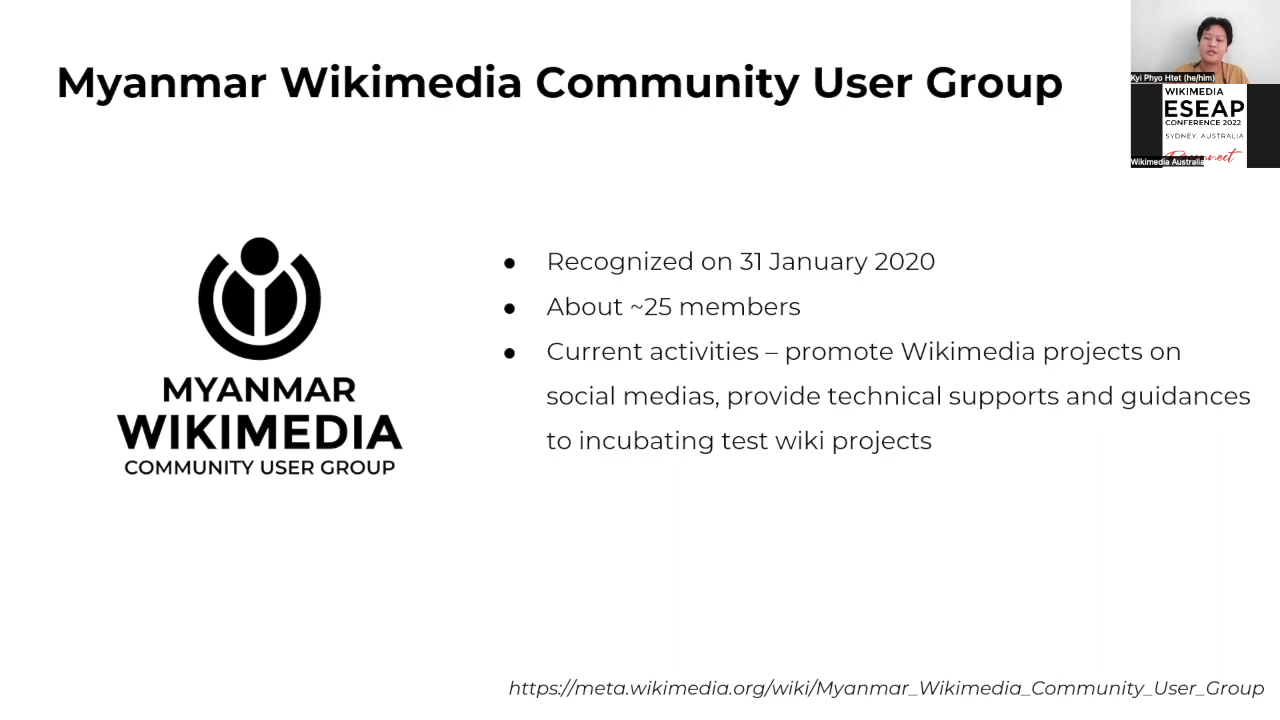 Myanmar Wikimedia Community User Group
Kyi Phyo Htet (he/him)
WIKIMEDIA
ESEAP
CONFERENCE 2022
SYDNEY, AUSTRALIA
Reconnect
Wikimedia Australia
MYANMAR
WIKIMEDIA
COMMUNITY USER GROUP
● Recognized on 31 January 2020
● About ~25 members
● Current activities – promote Wikimedia projects on
social medias, provide technical supports and guidances
to incubating test wiki projects
https://meta.wikimedia.org/wiki/Myanmar_Wikimedia_Community_User_Group